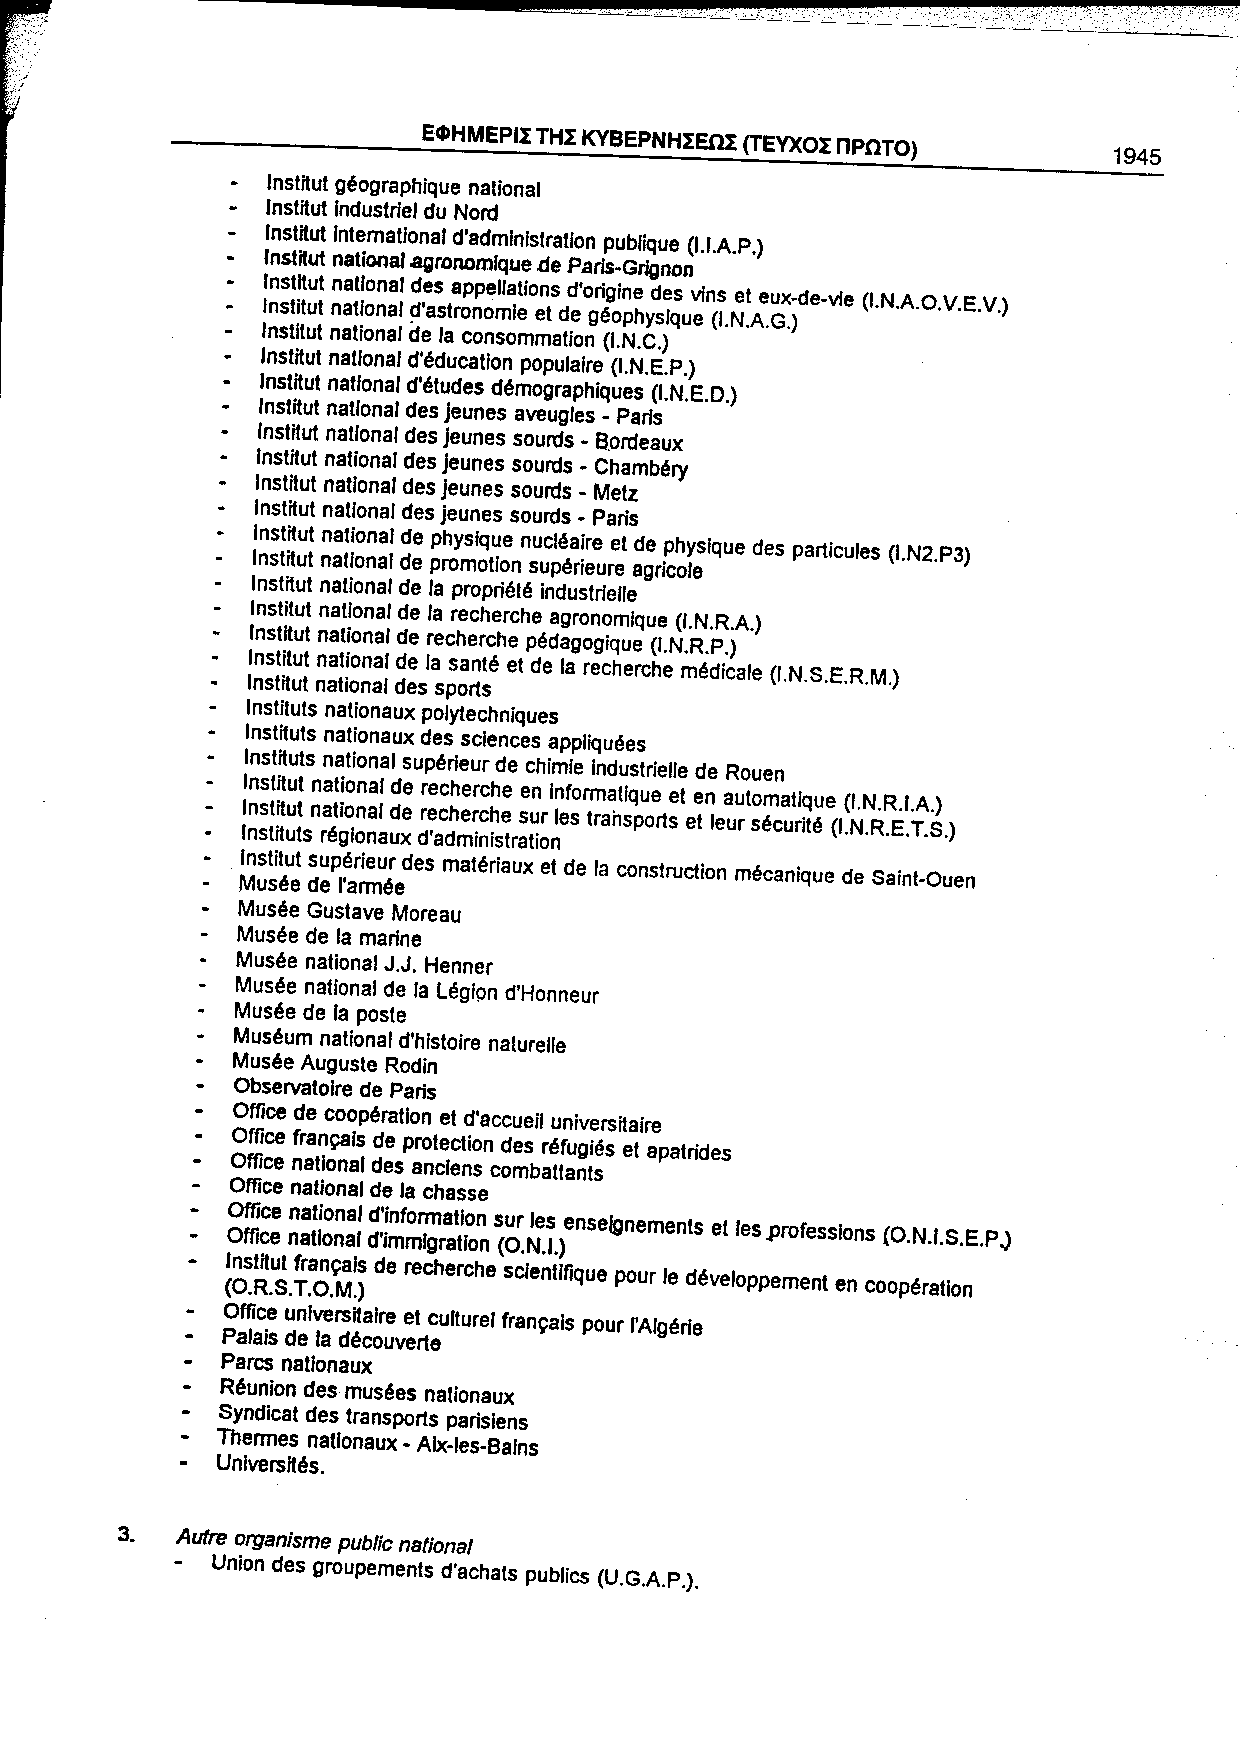 ΕΦΗΜΕΡΙΣ ΤΗΣ ΚΥΒΕΡΝΗΣΕΩΣ (ΤΕΥΧΟΣ ΠΡΩΤΟ)
1945
- Institut géographique national
- Institut industriel du Nord
- Institut international d'administration publique (I.I.A.P.)
- Institut national agronomique de Paris-Grignon
- Institut national des appellations d'origine des vins et eux-de-vie (I.N.A.O.V.E.V.)
- Institut national d'astronomie et de géophysique (I.N.A.G.)
- Institut national de la consommation (I.N.C.)
- Institut national d'éducation populaire (I.N.E.P.)
- Institut national d'études démographiques (I.N.E.D.)
- Institut national des jeunes aveugles - Paris
- Institut national des jeunes sourds - Bordeaux
- Institut national des jeunes sourds - Chambéry
- Institut national des jeunes sourds - Metz
- Institut national des jeunes sourds - Paris
- Institut national de physique nucléaire et de physique des particules (I.N2.P3)
- Institut national de promotion supérieure agricole
- Institut national de la propriété industrielle
- Institut national de la recherche agronomique (I.N.R.A.)
- Institut national de recherche pédagogique (I.N.R.P.)
- Institut national de la santé et de la recherche médicale (I.N.S.E.R.M.)
- Institut national des sports
- Instituts nationaux polytechniques
- Instituts nationaux des sciences appliquées
- Instituts national supérieur de chimie industrielle de Rouen
- Institut national de recherche en informatique et en automatique (I.N.R.I.A.)
- Institut national de recherche sur les transports et leur sécurité (I.N.R.E.T.S.)
- Instituts régionaux d'administration
- Institut supérieur des matériaux et de la construction mécanique de Saint-Ouen
- Musée de l'armée
- Musée Gustave Moreau
- Musée de la marine
- Musée national J.J. Henner
- Musée national de la Légion d'Honneur
- Musée de la poste
- Muséum national d'histoire naturelle
- Musée Auguste Rodin
- Observatoire de Paris
- Office de coopération et d'accueil universitaire
- Office français de protection des réfugiés et apatrides
- Office national des anciens combattants
- Office national de la chasse
- Office national d'information sur les enseignements et les professions (O.N.I.S.E.P.)
- Office national d'immigration (O.N.I.)
- Institut français de recherche scientifique pour le développement en coopération
(O.R.S.T.O.M.)
- Office universitaire et culturel français pour l'Algérie
- Palais de la découverte
- Parcs nationaux
- Réunion des musées nationaux
- Syndicat des transports parisiens
- Thermes nationaux - Aix-les-Bains
- Universités.
3. Autre organisme public national
- Union des groupements d'achats publics (U.G.A.P.).